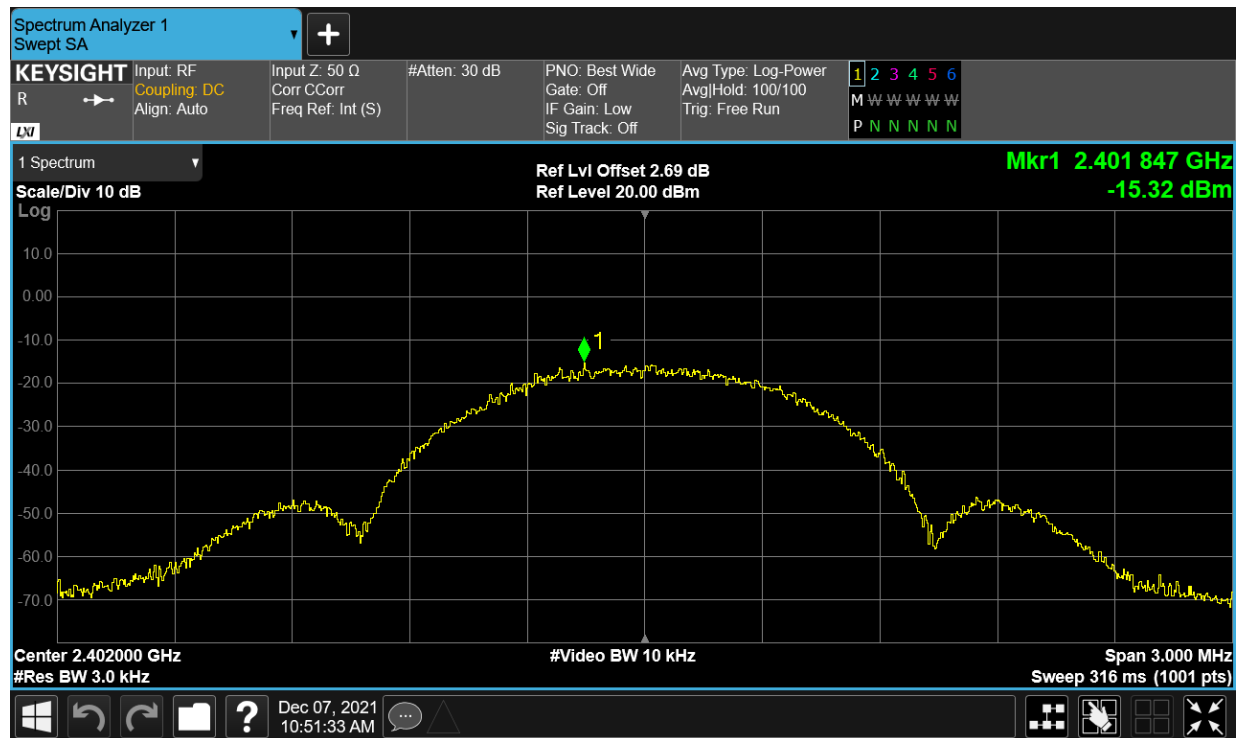 Spectrum Analyzer 1
Swept SA
+
KEYSIGHT
R
LXI
Input: RF
Coupling: DC
Align: Auto
Input Z: 50 Ω
Corr CCorr
Freq Ref: Int (S)
#Atten: 30 dB
PNO: Best Wide
Gate: Off
IF Gain: Low
Sig Track: Off
Avg Type: Log-Power
Avg|Hold: 100/100
Trig: Free Run
1 2 3 4 5 6
M W W W W W
P N N N N N N
1 Spectrum
Scale/Div 10 dB
Ref Lvl Offset 2.69 dB
Ref Level 20.00 dBm
Mkr1 2.401 847 GHz
-15.32 dBm
Log
10.0
0.00
-10.0
-20.0
-30.0
-40.0
-50.0
-60.0
-70.0
1
Center 2.402000 GHz
#Res BW 3.0 kHz
#Video BW 10 kHz
Span 3.000 MHz
Sweep 316 ms (1001 pts)
?
Dec 07, 2021
10:51:33 AM